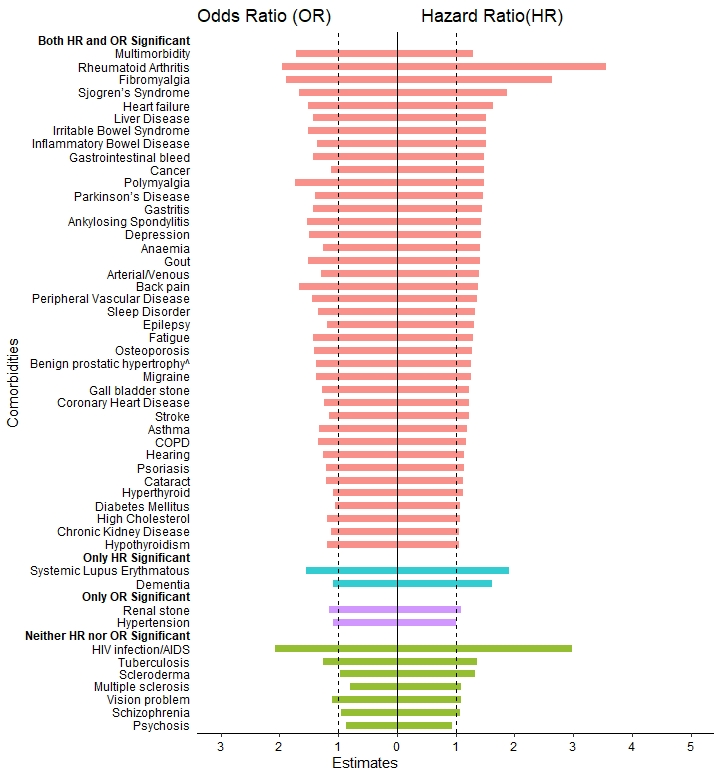 Odds Ratio (OR)
Hazard Ratio(HR)
Comorbidities
Both HR and OR Significant
Multimorbidity
Rheumatoid Arthritis
Fibromyalgia
Sjogren's Syndrome
Heart failure
Liver Disease
Irritable Bowel Syndrome
Inflammatory Bowel Disease
Gastrointestinal bleed
Cancer
Polymyalgia
Parkinson's Disease
Gastritis
Ankylosing Spondylitis
Depression
Anaemia
Gout
Arterial/Venous
Back pain
Peripheral Vascular Disease
Sleep Disorder
Epilepsy
Fatigue
Osteoporosis
Benign prostatic hypertrophy^
Migraine
Gall bladder stone
Coronary Heart Disease
Stroke
Asthma
COPD
Hearing
Psoriasis
Cataract
Hyperthyroid
Diabetes Mellitus
High Cholesterol
Chronic Kidney Disease
Hypothyroidism
Only HR Significant
Systemic Lupus Erythmatous
Dementia
Only OR Significant
Renal stone
Hypertension
Neither HR nor OR Significant
HIV infection/AIDS
Tuberculosis
Scleroderma
Multiple sclerosis
Vision problem
Schizophrenia
Psychosis
3 2 1 0 1 2 3 4 5
Estimates